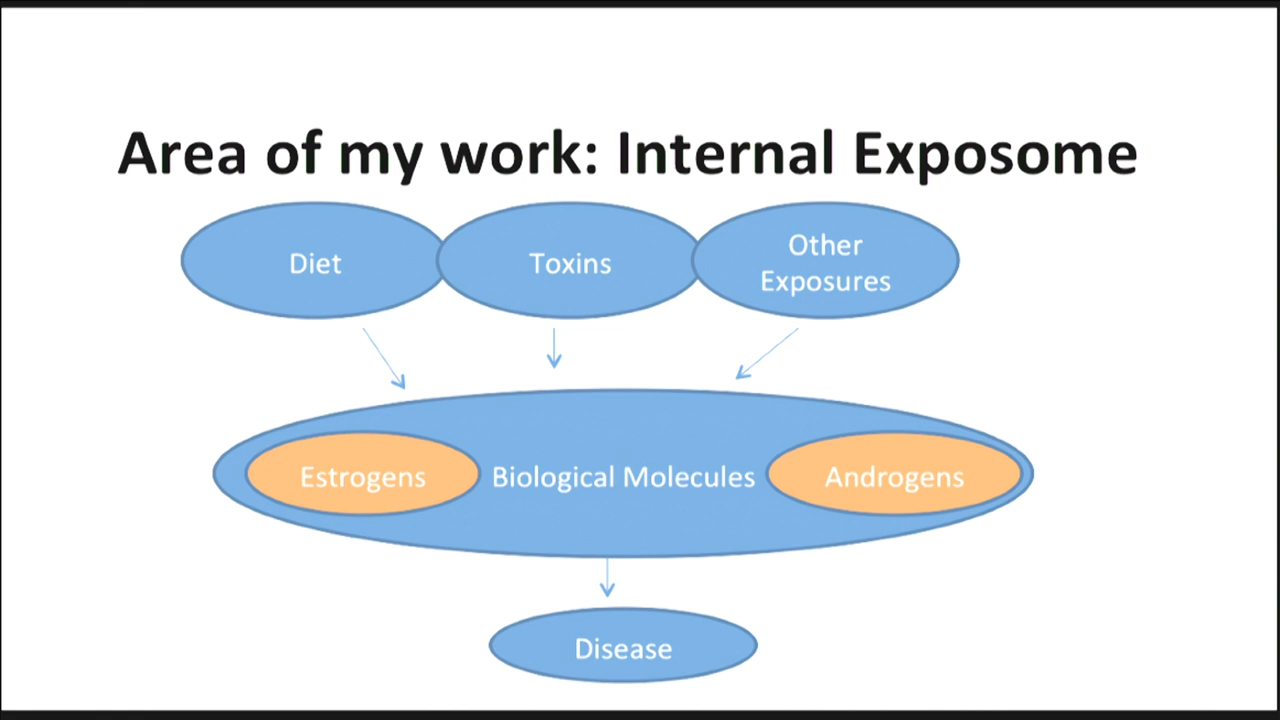 Area of my work: Internal Exposome
Diet
Toxins
Other
Exposures
Estrogens
Biological Molecules
Androgens
Disease